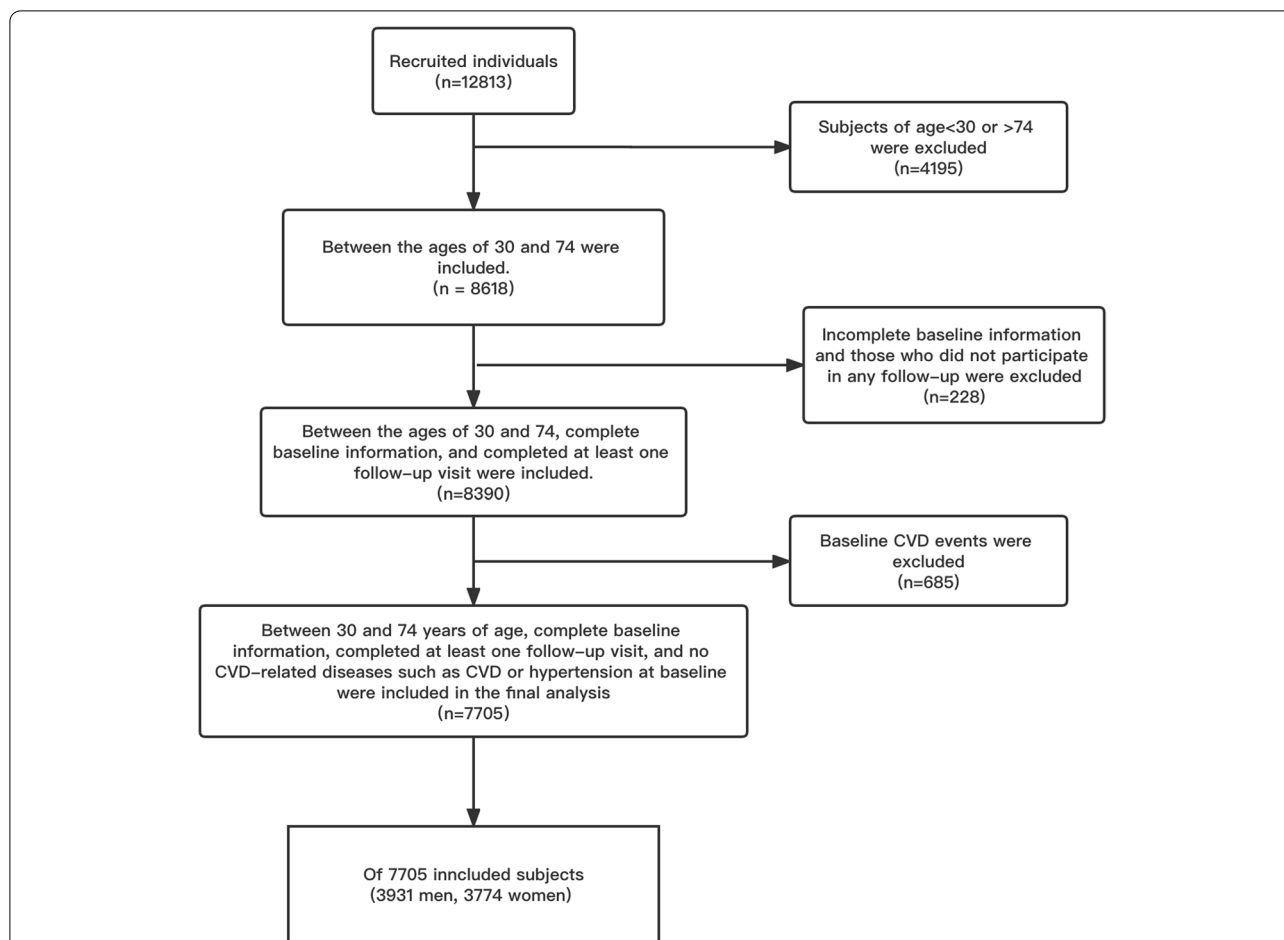 Recruited individuals
(n=12813)
Subjects of age<30 or >74
were excluded
(n=4195)
Between the ages of 30 and 74 were
included.
(n = 8618)
Incomplete baseline information
and those who did not participate
in any follow-up were excluded
(n=228)
Between the ages of 30 and 74, complete
baseline information, and completed at least one
follow-up visit were included.
(n=8390)
Baseline CVD events were
excluded
(n=685)
Between 30 and 74 years of age, complete baseline
information, completed at least one follow-up visit, and no
CVD-related diseases such as CVD or hypertension at baseline
were included in the final analysis
(n=7705)
Of 7705 inncluded subjects
(3931 men, 3774 women)